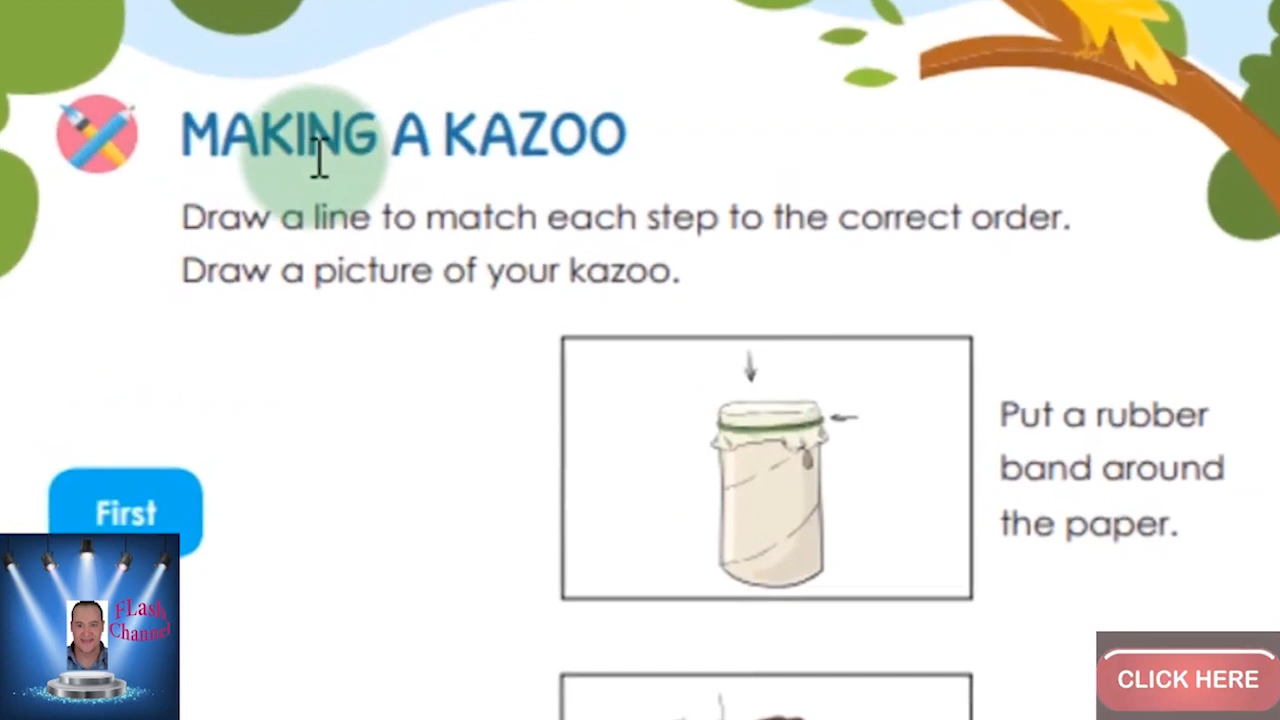 MAKING A KAZOO
Draw a line to match each step to the correct order.
Draw a picture of your kazoo.
Put a rubber
band around
the paper.
First
FLash
Channel
CLICK HERE